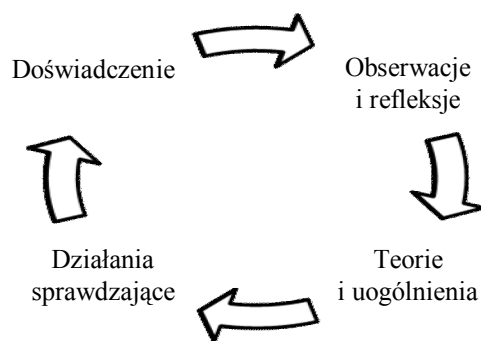 Doświadczenie
Obserwacje
i refleksje
Teorie
i uogólnienia
Działania
sprawdzające